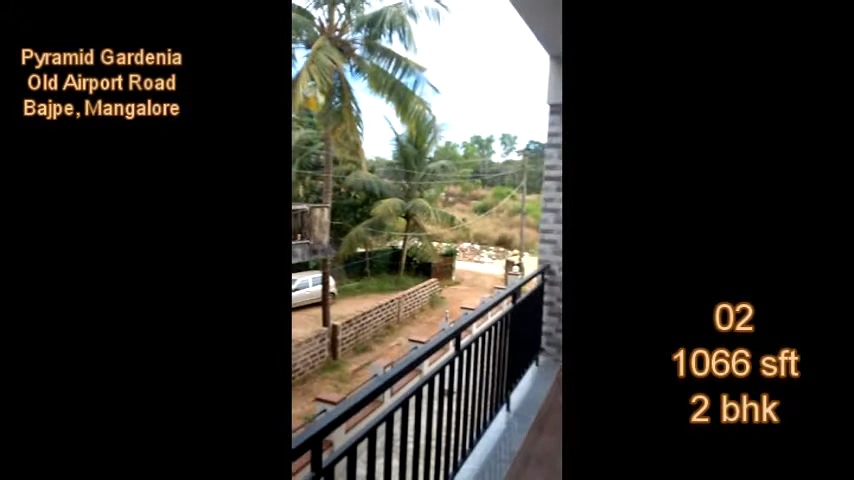 Pyramid Gardenia
Old Airport Road
Bajpe, Mangalore
02
1066 sft
2 bhk